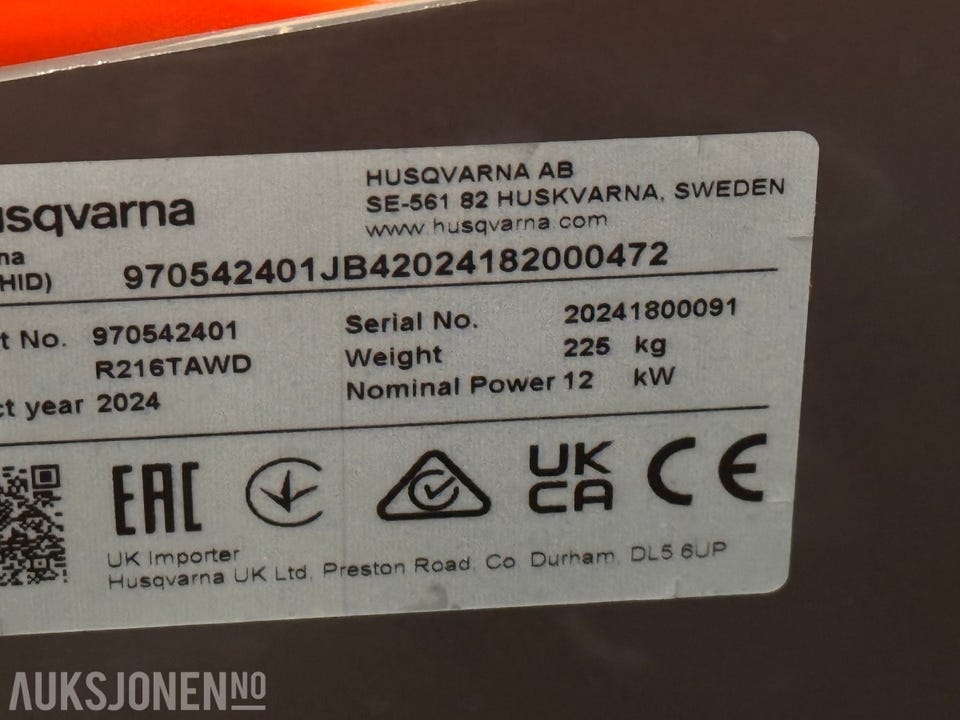 usqvarna
HUSQVARNA AB
SE-561 82 HUSKVARNA, SWEDEN
www.husqvarna.com
na
HID) 970542401JB42024182000472
t No. 970542401
R216TAWD
ct year 2024
Serial No. 20241800091
Weight 225 kg
Nominal Power 12 kW
EAC
UK
CA
CE
UK Importer
Husqvarna UK Ltd, Preston Road, Co. Durham, DL5 6UP
AUKSJONEN.NO